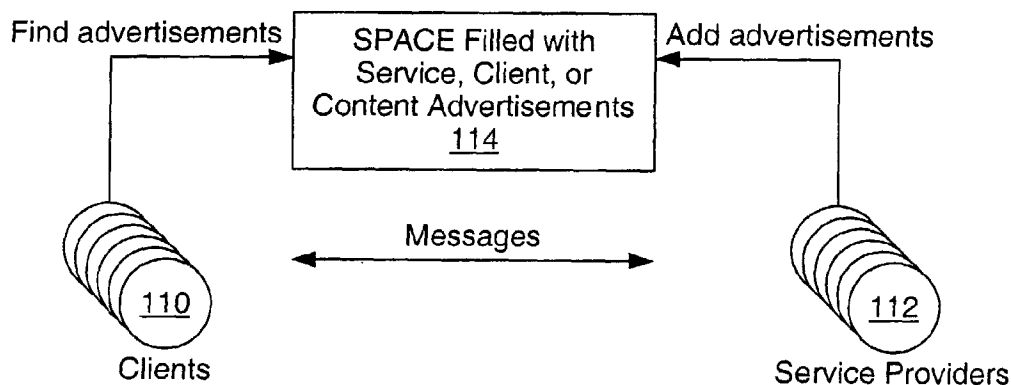 Find advertisements
SPACE Filled with
Service, Client, or
Content Advertisements
114
Add advertisements
Messages
110
Clients
112
Service Providers